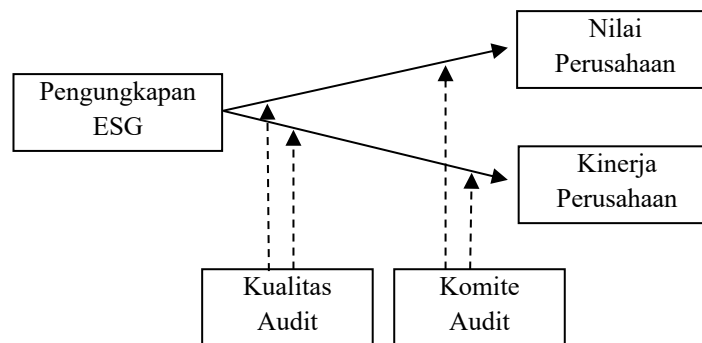 Nilai
Perusahaan
Pengungkapan
ESG
Kinerja
Perusahaan
Kualitas
Audit
Komite
Audit